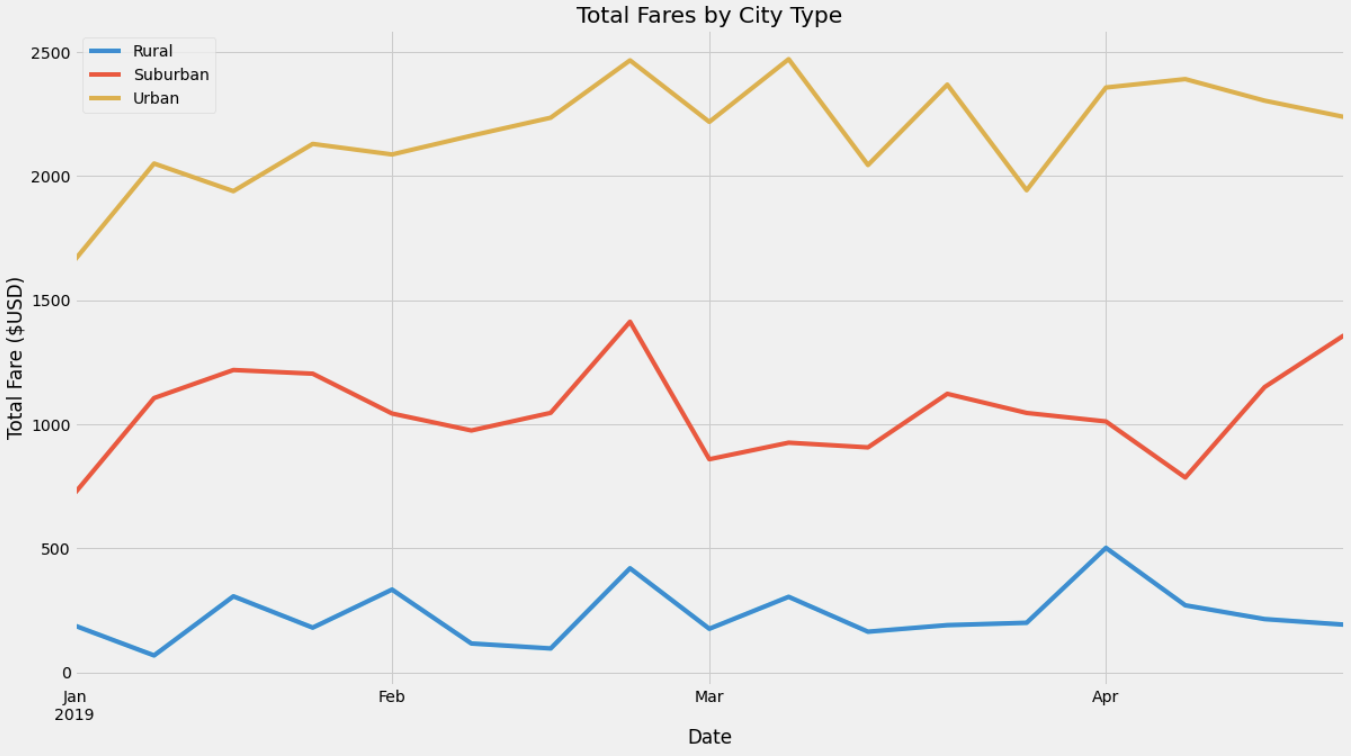 Total Fares by City Type
Rural
Suburban
Urban
2500
2000
1500
1000
500
0
Total Fare ($USD)
Jan
2019
Feb
Mar
Apr
Date